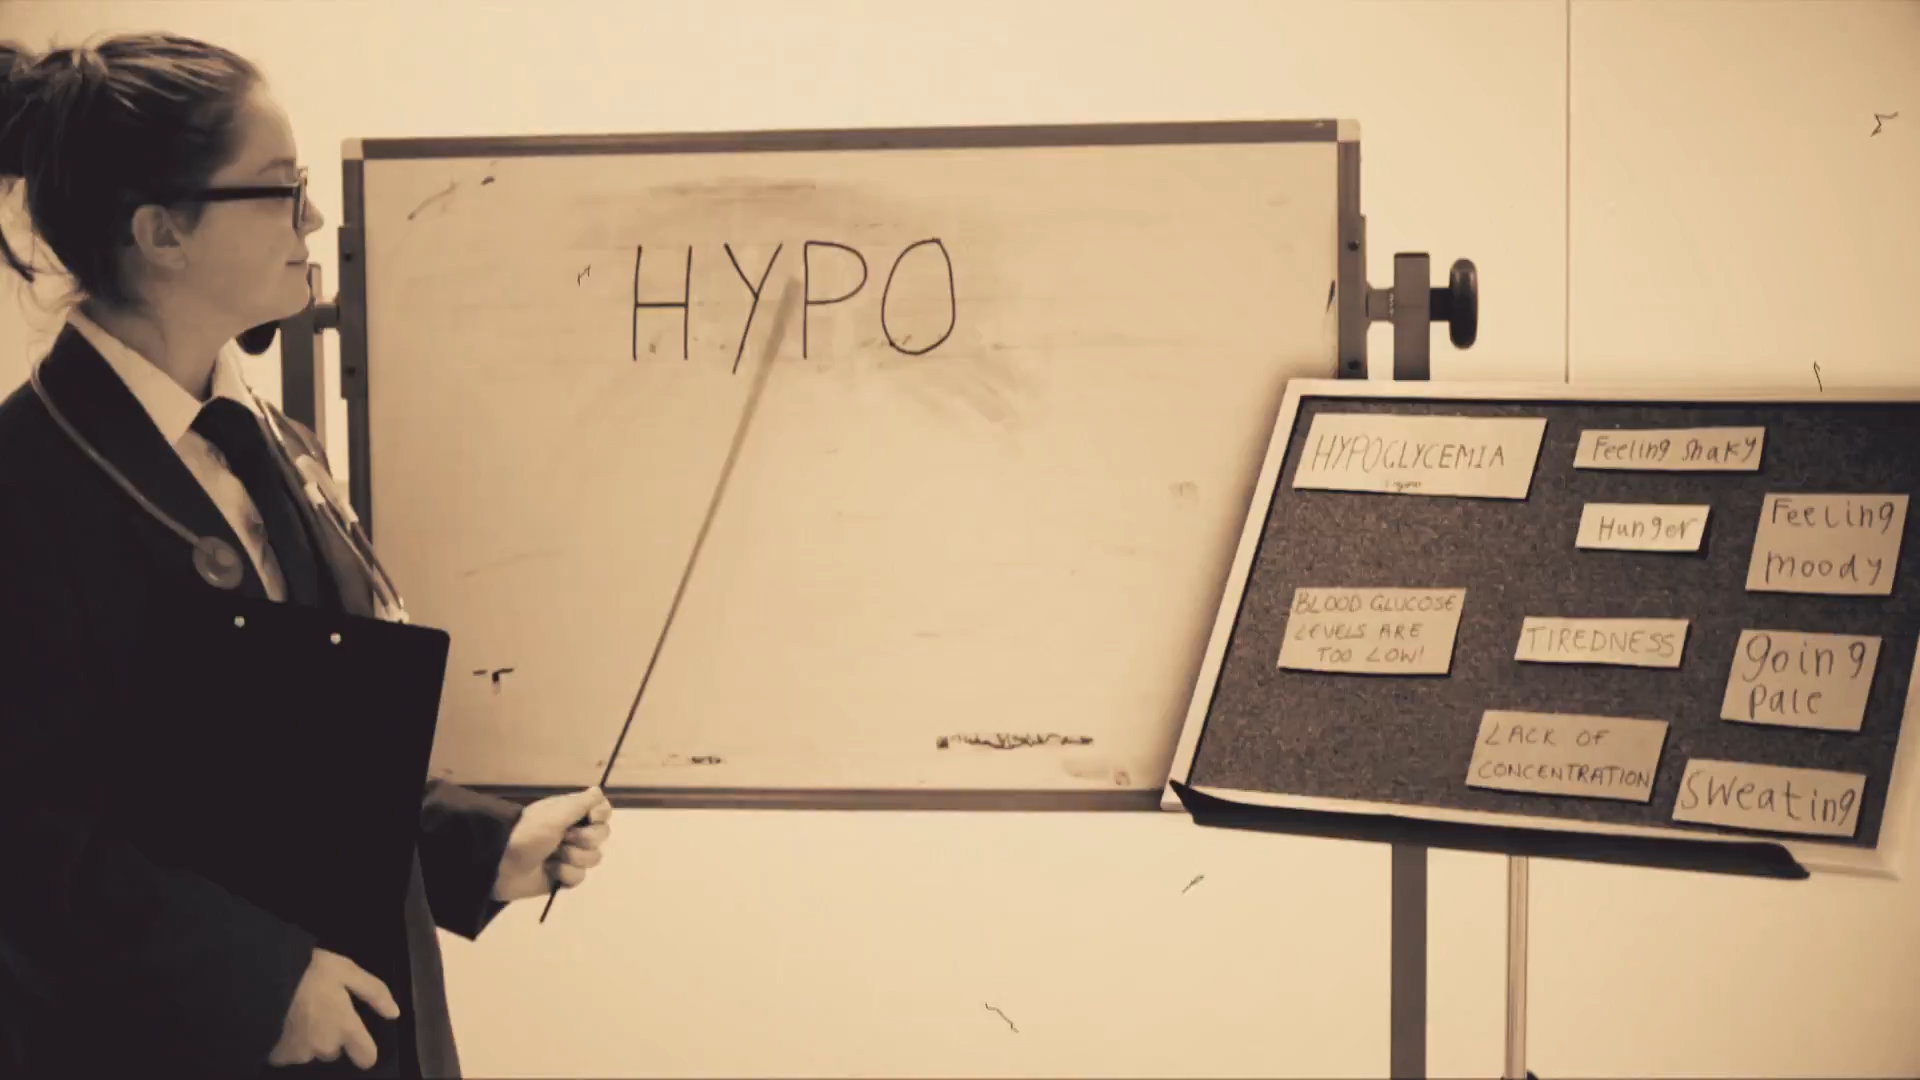 HYPO
HYPOGLYCEMIA
Feeling shaky
Hunger
Feeling
moody
BLOOD GLUCOSE
LEVELS ARE
TOO LOW!
TIREDNESS
going
pale
LACK OF
CONCENTRATION
sweating